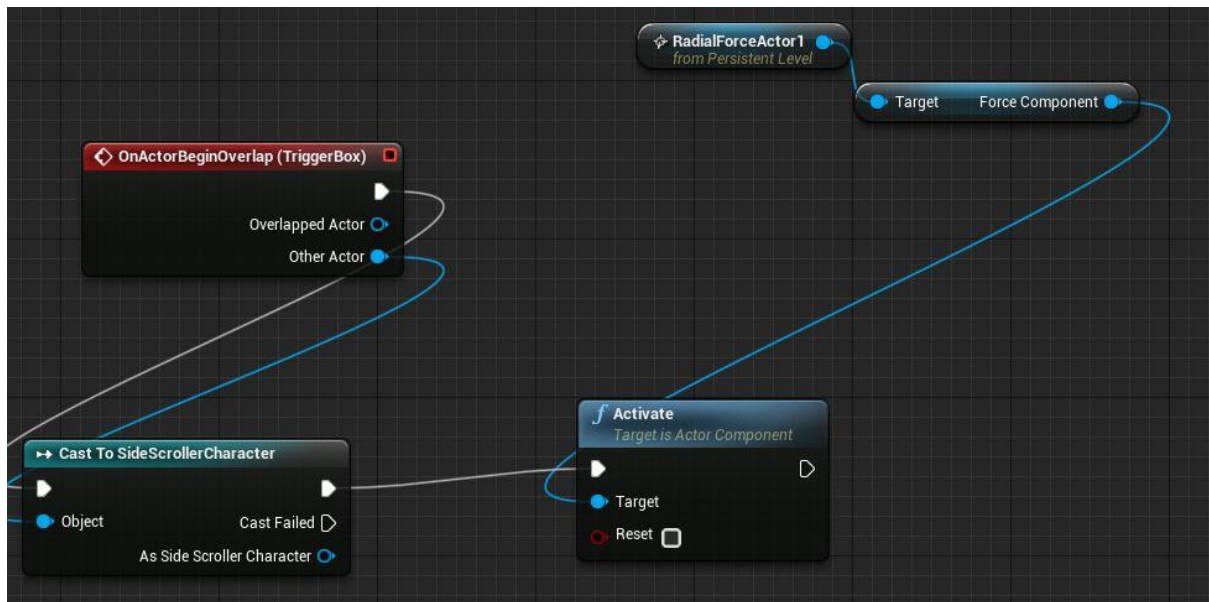 RadialForceActor1
from Persistent Level
Target Force Component
OnActorBeginOverlap (TriggerBox)
Overlapped Actor
Other Actor
Cast To SideScrollerCharacter
Object Cast Failed
As Side Scroller Character
f Activate
Target is Actor Component
Target
Reset